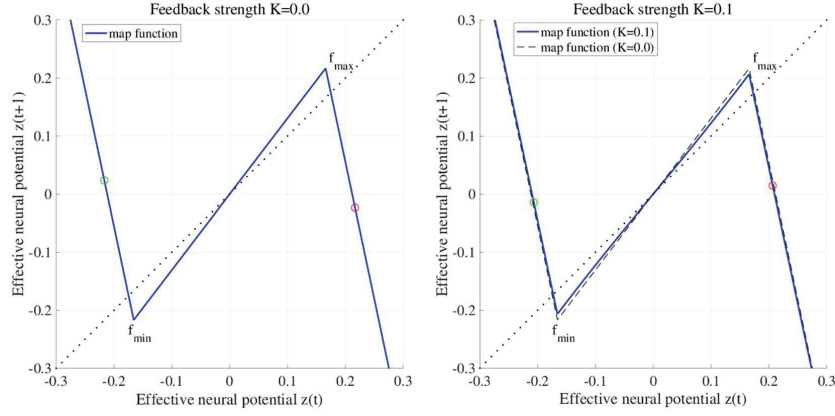 Feedback strength K=0.0
map function
f_max
f_min
Effective neural potential z(t+1)
0.3
0.2
0.1
0
-0.1
-0.2
-0.3
-0.3 -0.2 -0.1 0 0.1 0.2 0.3
Effective neural potential z(t)
Feedback strength K=0.1
map function (K=0.1)
map function (K=0.0)
f_max
f_min
Effective neural potential z(t+1)
0.3
0.2
0.1
0
-0.1
-0.2
-0.3
-0.3 -0.2 -0.1 0 0.1 0.2 0.3
Effective neural potential z(t)